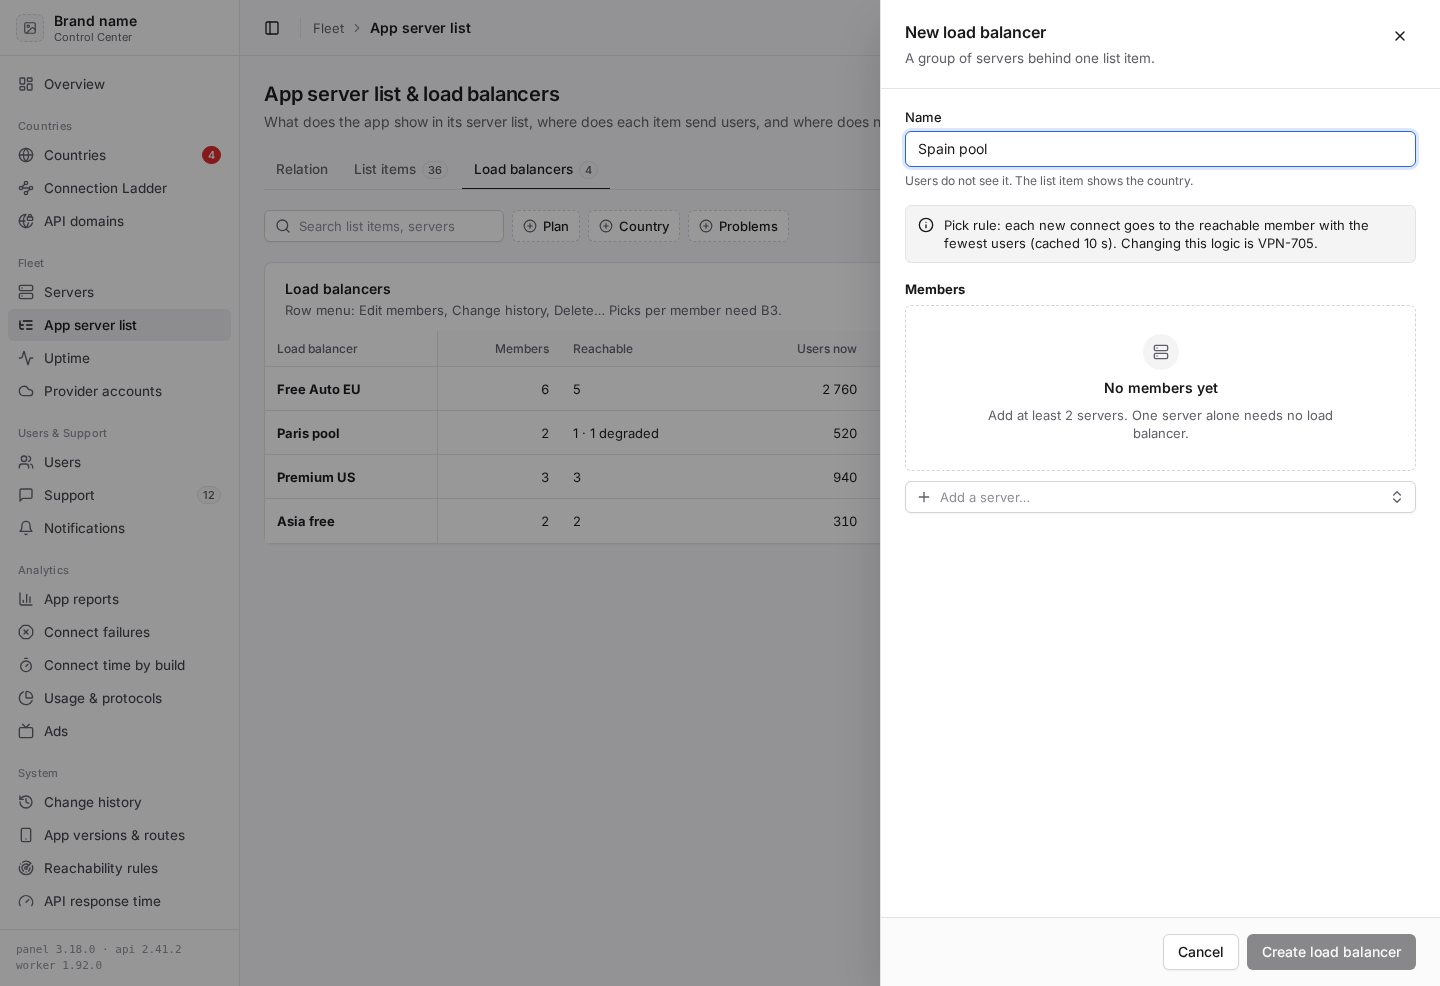 Brand name
Control Center
Overview
Countries
Countries
4
Connection Ladder
API domains
Fleet
Servers
App server list
Uptime
Provider accounts
Users & Support
Users
Support
12
Notifications
Analytics
App reports
Connect failures
Connect time by build
Usage & protocols
Ads
System
Change history
App versions & routes
Reachability rules
API response time
panel 3.18.0 · api 2.41.2
worker 1.92.0
Fleet
App server list
App server list & load balancers
What does the app show in its server list, where does each item send users, and where does n
Relation
List items 36
Load balancers 4
Search list items, servers
Plan
Country
Problems
Load balancers
Row menu: Edit members, Change history, Delete... Picks per member need B3.
Load balancer Members Reachable Users now
Free Auto EU 6 5 2 760
Paris pool 2 1 · 1 degraded 520
Premium US 3 3 940
Asia free 2 2 310
New load balancer
A group of servers behind one list item.
Name
Spain pool
Users do not see it. The list item shows the country.
Pick rule: each new connect goes to the reachable member with the
fewest users (cached 10 s). Changing this logic is VPN-705.
Members
No members yet
Add at least 2 servers. One server alone needs no load
balancer.
Add a server...
Cancel
Create load balancer